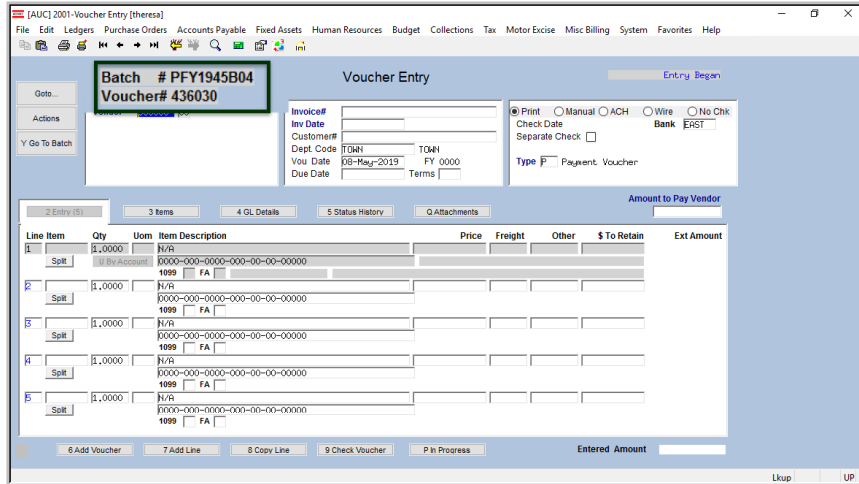 [AUC] 2001-Voucher Entry [theresa]
File Edit Ledgers Purchase Orders Accounts Payable Fixed Assets Human Resources Budget Collections Tax Motor Excise Misc Billing System Favorites Help
Batch # PFY1945B04
Voucher# 436030
Voucher Entry
Entry Began
Goto...
Actions
Y Go To Batch
Invoice#
Inv Date
Customer#
Dept. Code TOWN TOWN
Vou Date 08-May-2019 FY 0000
Due Date Terms
Print Manual ACH Wire No Chk
Check Date Bank EAST
Separate Check
Type P Payment Voucher
Amount to Pay Vendor
2 Entry (5) 3 Items 4 GL Details 5 Status History Q Attachments
Line Item Qty Uom Item Description Price Freight Other $ To Retain Ext Amount
1 1.0000 N/A
Split U By Account 0000-000-0000-000-00-00-00000
1099 FA
2 1.0000 N/A
Split 0000-000-0000-000-00-00-00000
1099 FA
3 1.0000 N/A
Split 0000-000-0000-000-00-00-00000
1099 FA
4 1.0000 N/A
Split 0000-000-0000-000-00-00-00000
1099 FA
5 1.0000 N/A
Split 0000-000-0000-000-00-00-00000
1099 FA
6 Add Voucher 7 Add Line 8 Copy Line 9 Check Voucher P In Progress Entered Amount
Lkup UP